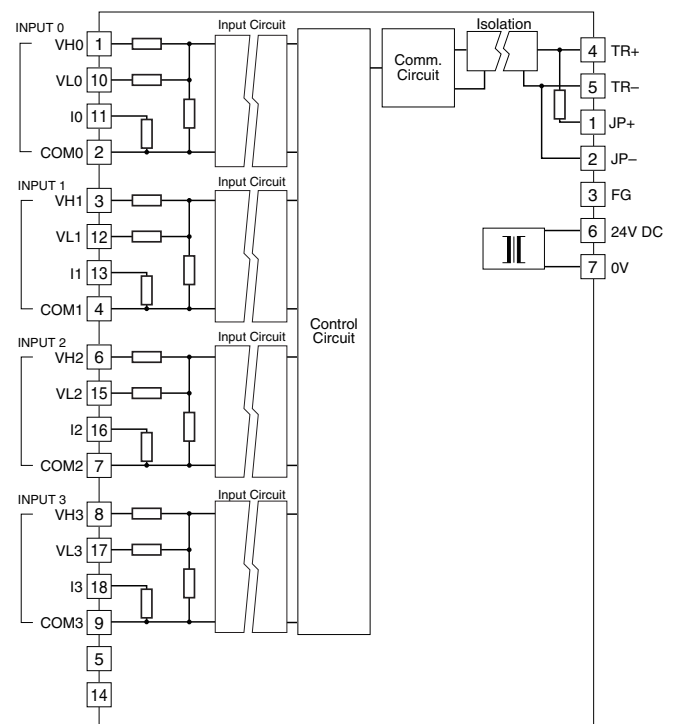 INPUT 0
VH0 1
VL0 10
I0 11
COM0 2
Input Circuit
INPUT 1
VH1 3
VL1 12
I1 13
COM1 4
Input Circuit
INPUT 2
VH2 6
VL2 15
I2 16
COM2 7
Input Circuit
INPUT 3
VH3 8
VL3 17
I3 18
COM3 9
Input Circuit
5
14
Control
Circuit
Comm.
Circuit
Isolation
4 TR+
5 TR–
1 JP+
2 JP–
3 FG
6 24V DC
7 0V